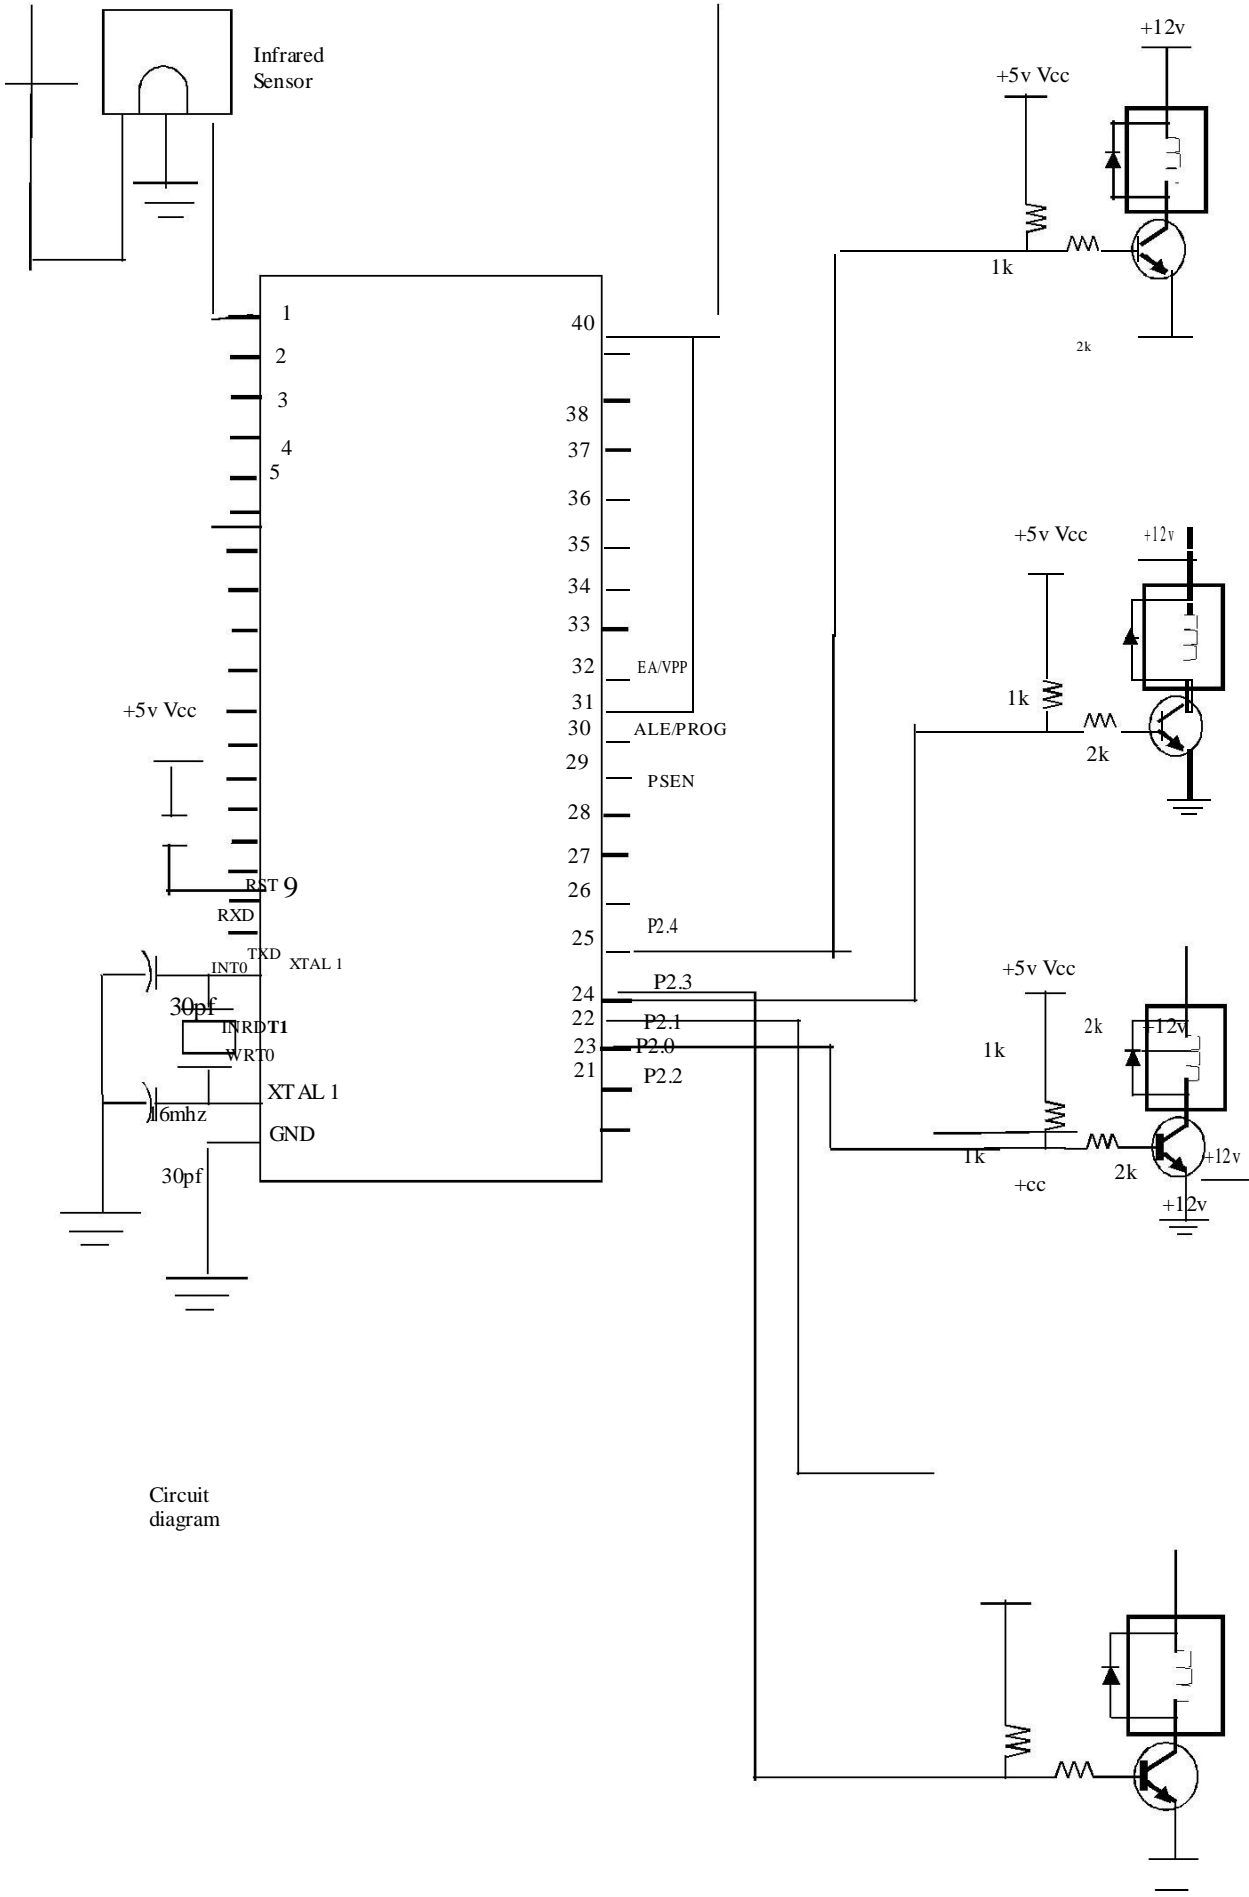 Infrared
Sensor
+12v
+5v Vcc
1k
2k
1
2
3
4
5
40
38
37
36
35
34
33
32
31
30
29
28
27
26
25
24
22
23
21
EA/VPP
ALE/PROG
PSEN
P2.4
P2.3
P2.1
P2.0
P2.2
+5v Vcc
+12v
1k
2k
+5v Vcc
RST 9
RXD
TXD
XTAL 1
INT0
30pf
INRDT1
WRT0
XTAL 1
16mhz
GND
30pf
+5v Vcc
2k
+12v
1k
1k
2k
+12v
+cc
+12v
Circuit
diagram